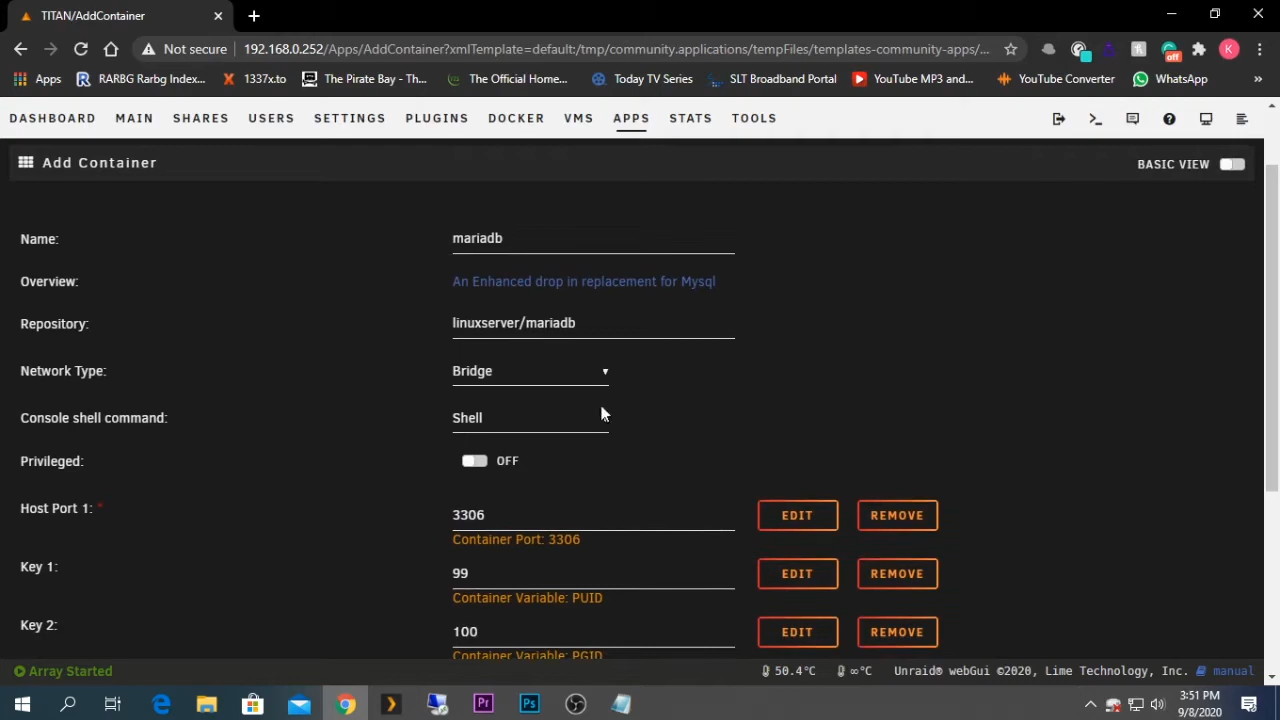 TITAN/AddContainer
Not secure
192.168.0.252/Apps/AddContainer?xmlTemplate=default:/tmp/community.applications/tempFiles/templates-community-apps/...
K
Apps
RARBG Rarbg Index...
1337x.to
The Pirate Bay - Th...
The Official Home...
Today TV Series
SLT Broadband Portal
YouTube MP3 and...
YouTube Converter
WhatsApp
off
DASHBOARD
MAIN
SHARES
USERS
SETTINGS
PLUGINS
DOCKER
VMS
APPS
STATS
TOOLS
Add Container
BASIC VIEW
Name:
mariadb
Overview:
An Enhanced drop in replacement for Mysql
Repository:
linuxserver/mariadb
Network Type:
Bridge
Console shell command:
Shell
Privileged:
OFF
Host Port 1: *
3306
EDIT
REMOVE
Container Port: 3306
Key 1:
99
EDIT
REMOVE
Container Variable: PUID
Key 2:
100
EDIT
REMOVE
Container Variable: PGID
Array Started
50.4°C
∞°C
Unraid® webGui ©2020, Lime Technology, Inc.
manual
Pr
Ps
3:51 PM
9/8/2020